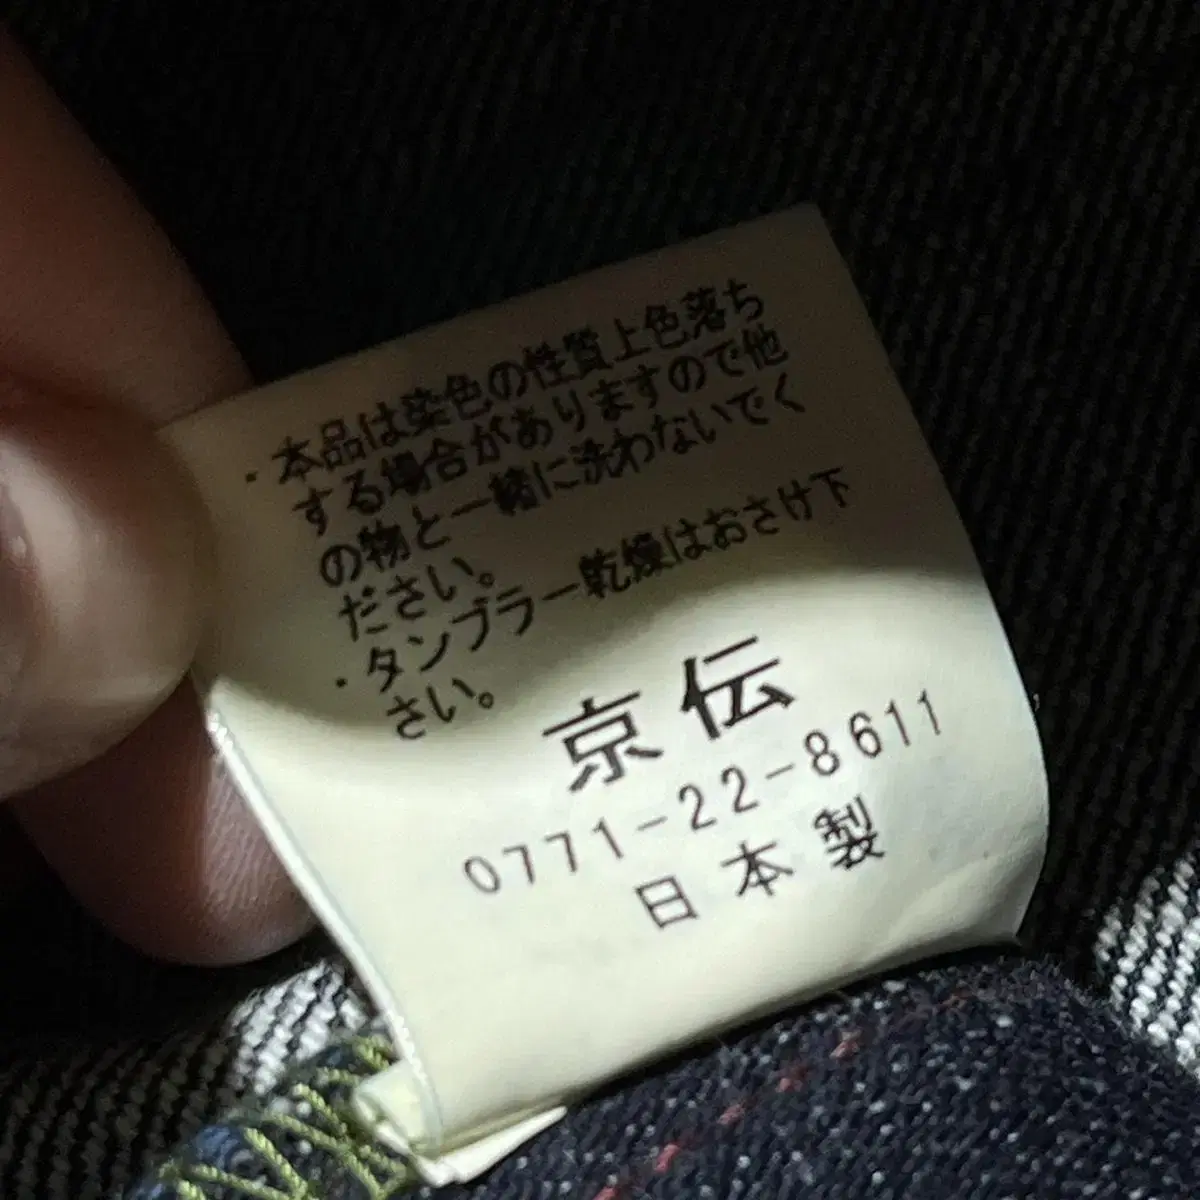 ・本品は染色の性質上色落ち
する場合がありますので他
の物と一緒に洗わないでく
ださい。
・タンブラー乾燥はおさけ下
さい。
京伝
0771-22-8611
日本製